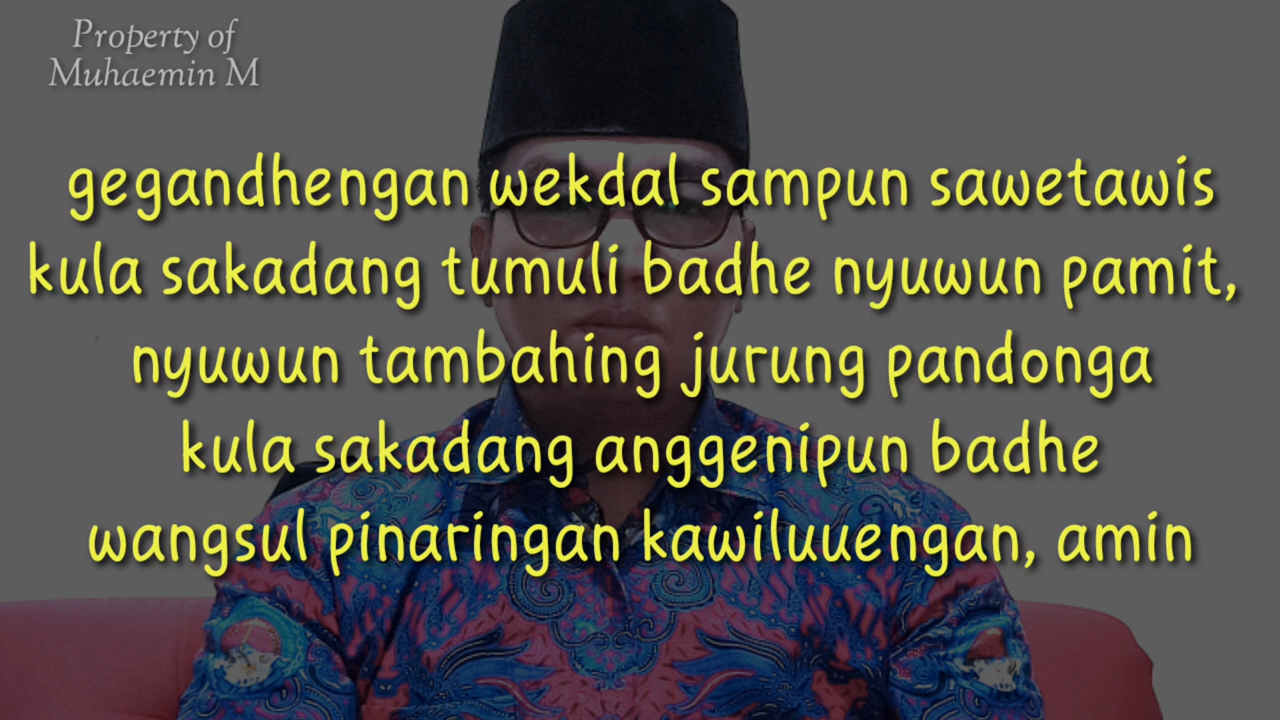 Property of
Muhaemin M
gegandhengan wekdal sampun sawetawis
kula sakadang tumuli badhe nyuwun pamit,
nyuwun tambahing jurung pandonga
kula sakadang anggenipun badhe
wangsul pinaringan kawiluuengan, amin